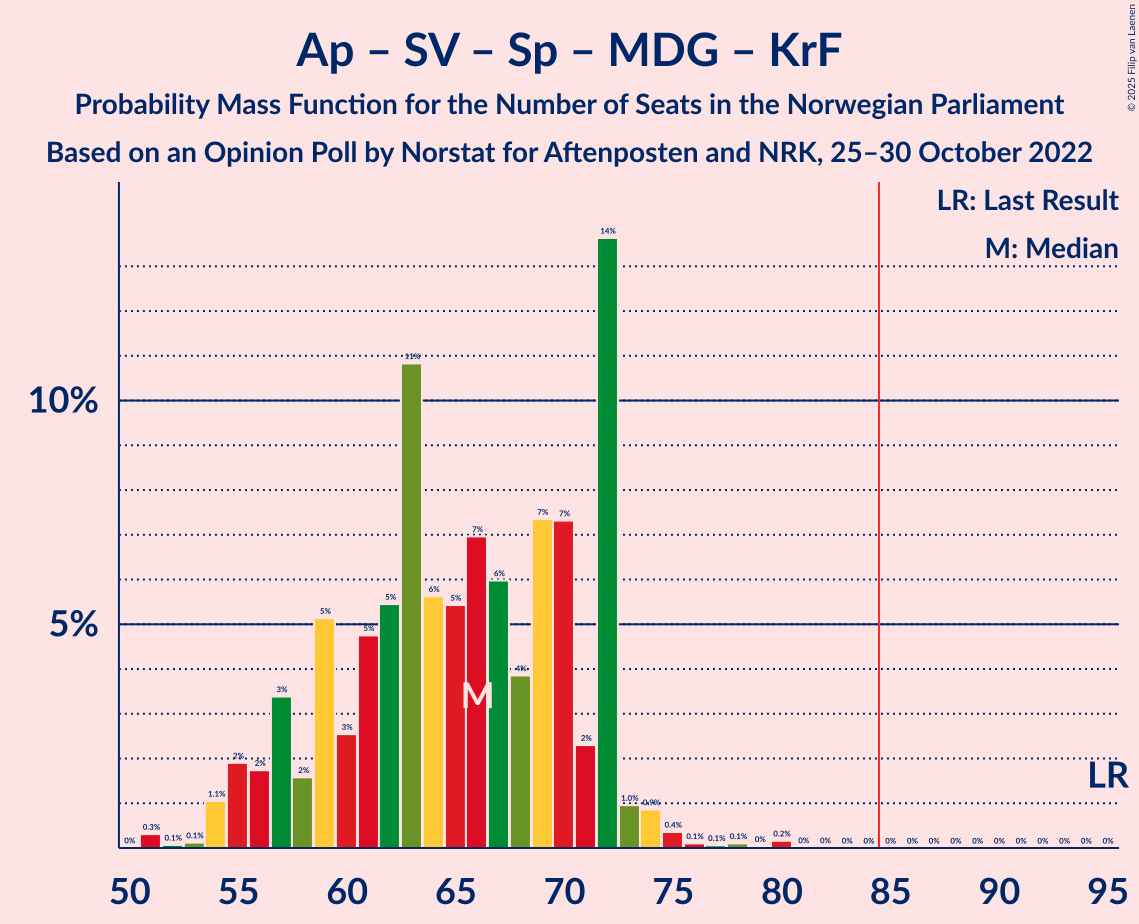 Ap – SV – Sp – MDG – KrF
Probability Mass Function for the Number of Seats in the Norwegian Parliament
Based on an Opinion Poll by Norstat for Aftenposten and NRK, 25–30 October 2022
© 2025 Filip van Laenen
LR: Last Result
M: Median
10%
5%
0% 0.3% 0.1% 0.1% 1.1% 2% 2% 3% 2% 5% 3% 5% 5% 11% 6% 5% 7% 6% 4% 7% 7% 2% 14% 1.0% 0.9% 0.4% 0.1% 0.1% 0.1% 0% 0.2% 0% 0% 0% 0% 0% 0% 0% 0% 0% 0% 0% 0% 0% 0% 0%
M
LR
50 55 60 65 70 75 80 85 90 95